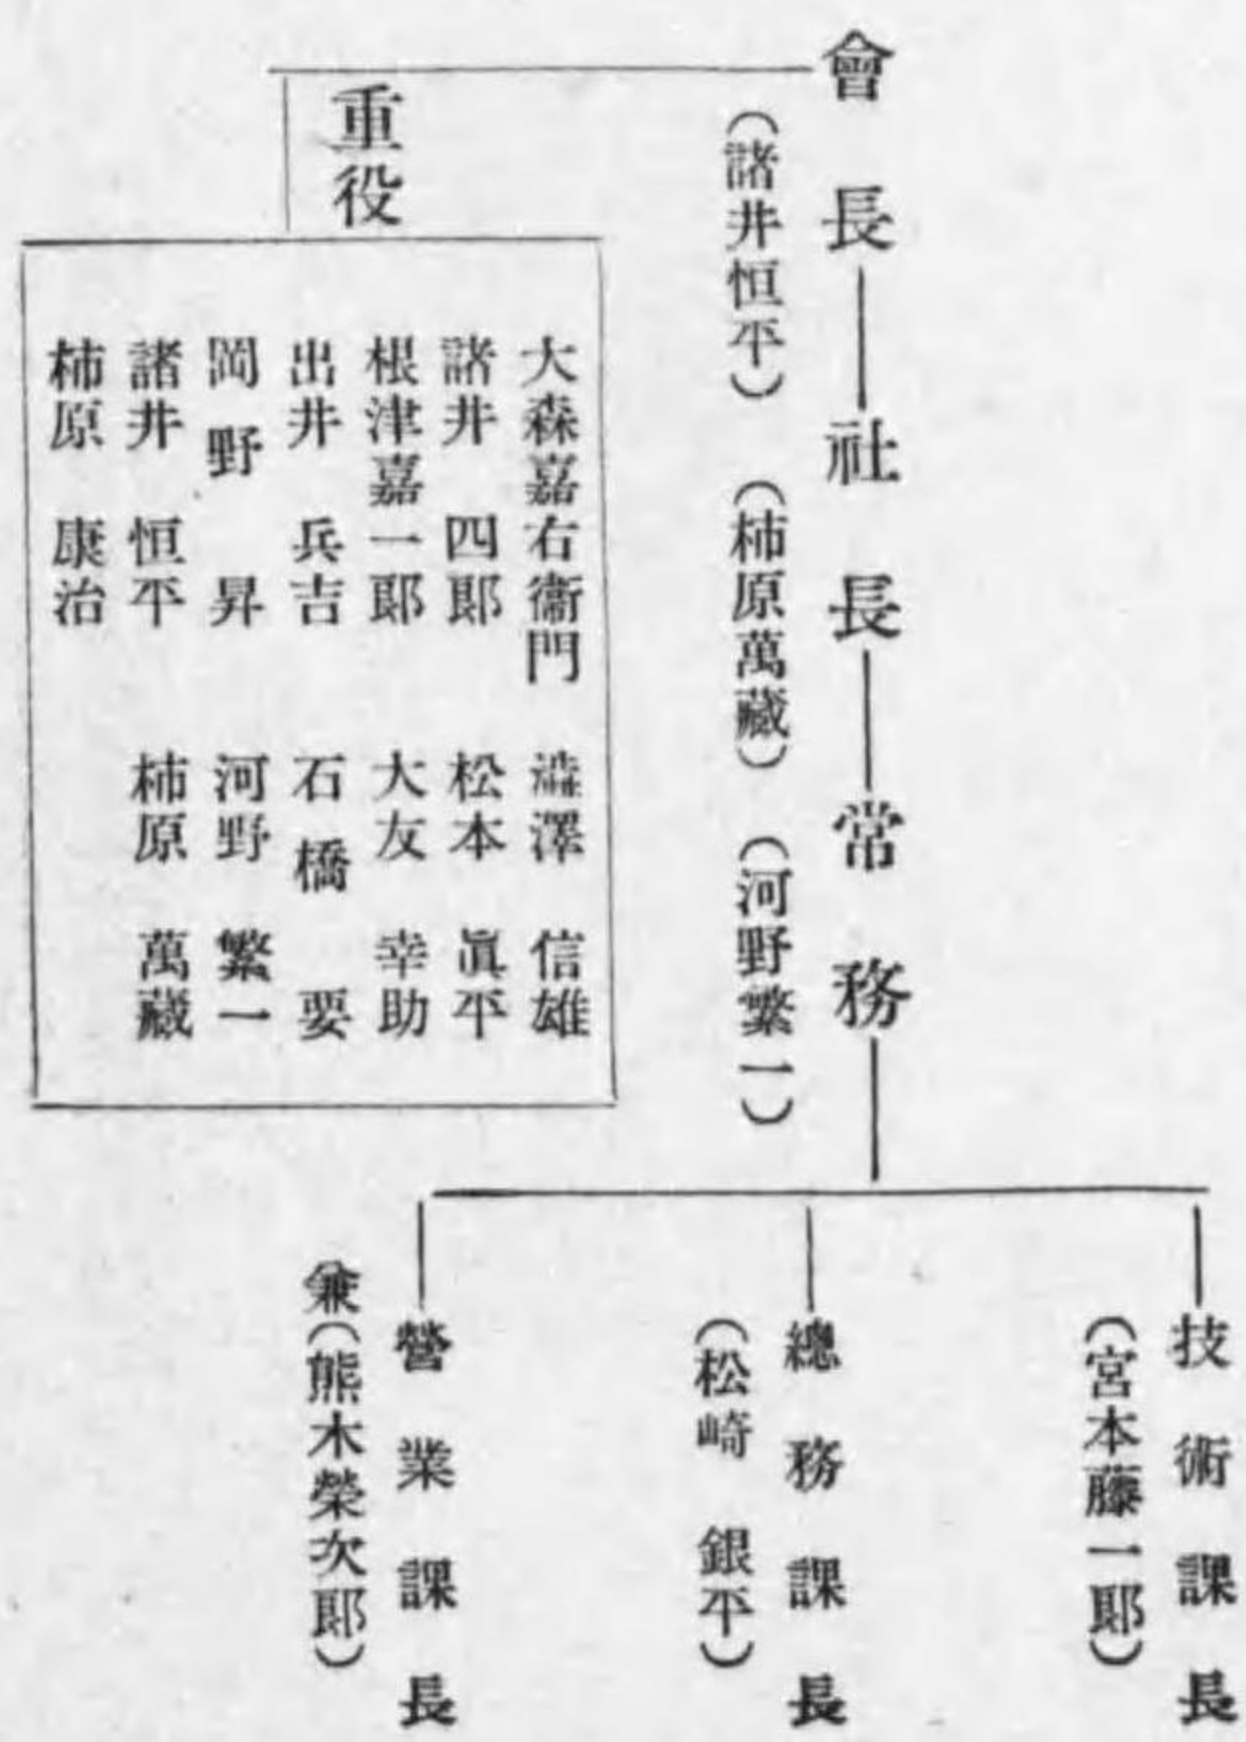 會長―社長―常務
(諸井恒平) (柿原萬藏) (河野繁一)
重役
大森嘉右衞門 澁澤 信雄
諸井 四郞 松本 眞平
根津嘉一郞 大友 幸助
出井 兵吉 石橋 要
岡野 昇 河野 繁一
諸井 恒平 柿原 萬藏
柿原 康治
技術課長
(宮本藤一郞)
總務課長
(松崎 銀平)
營業課長
兼(熊木榮次郞)